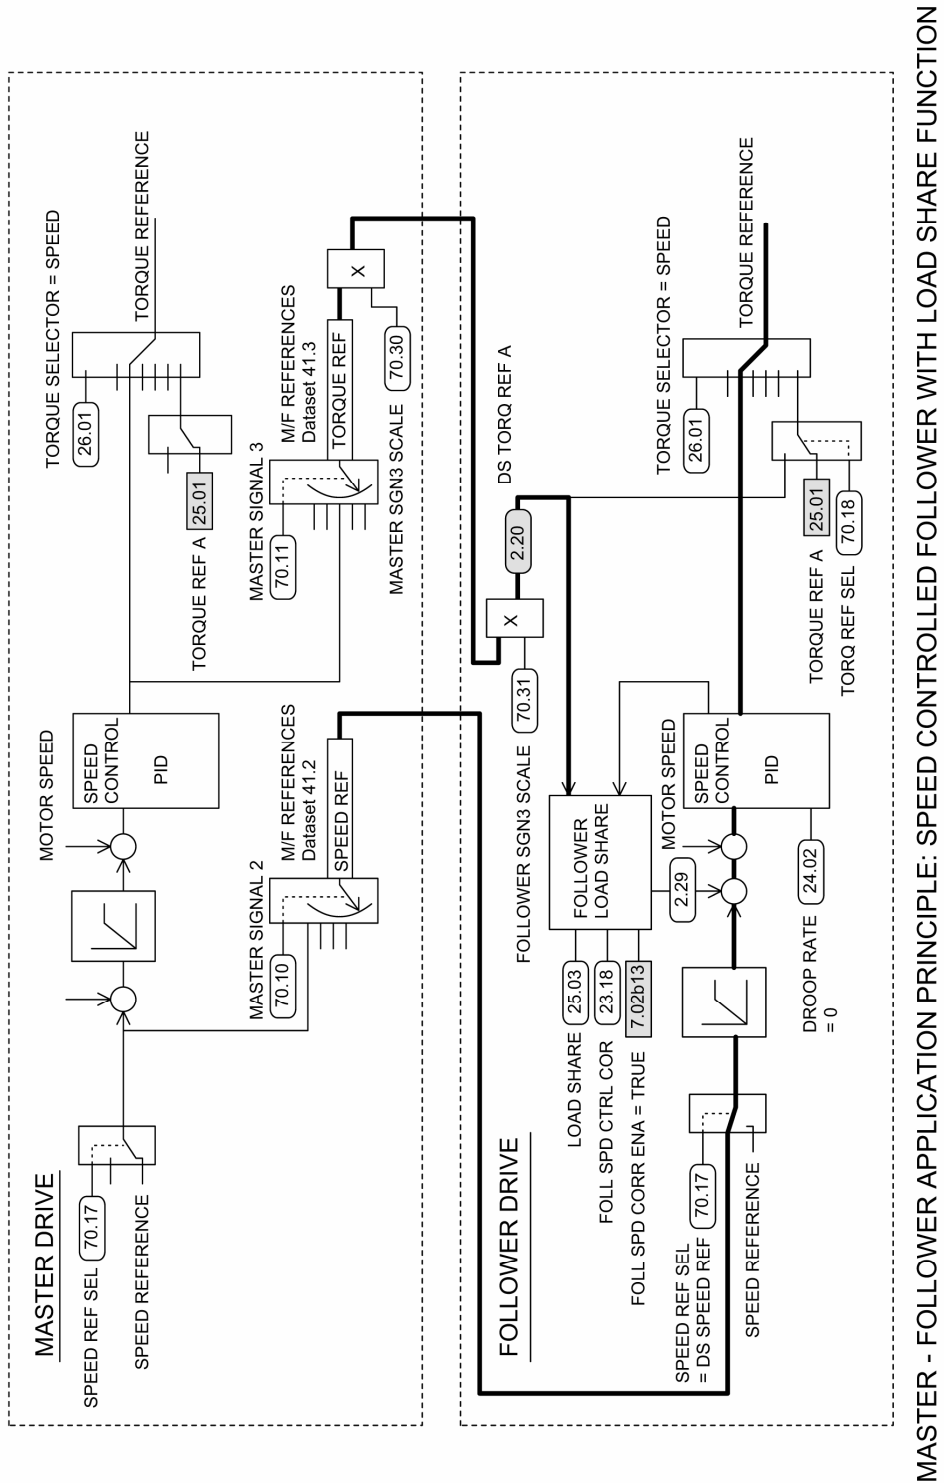 MASTER DRIVE
SPEED REF SEL
70.17
SPEED REFERENCE
MOTOR SPEED
SPEED
CONTROL
PID
TORQUE SELECTOR = SPEED
26.01
TORQUE REFERENCE
TORQUE REF A
25.01
MASTER SIGNAL 2
70.10
M/F REFERENCES
Dataset 41.2
SPEED REF
MASTER SIGNAL 3
70.11
M/F REFERENCES
Dataset 41.3
TORQUE REF
X
MASTER SGN3 SCALE
70.30
FOLLOWER DRIVE
FOLLOWER SGN3 SCALE
70.31
X
2.20
DS TORQ REF A
LOAD SHARE
25.03
FOLL SPD CTRL COR
23.18
FOLL SPD CORR ENA = TRUE
7.02b13
FOLLOWER
LOAD SHARE
2.29
MOTOR SPEED
SPEED REF SEL
= DS SPEED REF
70.17
SPEED REFERENCE
DROOP RATE
= 0
24.02
SPEED
CONTROL
PID
TORQUE SELECTOR = SPEED
26.01
TORQUE REFERENCE
TORQUE REF A
25.01
TORQ REF SEL
70.18
MASTER - FOLLOWER APPLICATION PRINCIPLE: SPEED CONTROLLED FOLLOWER WITH LOAD SHARE FUNCTION